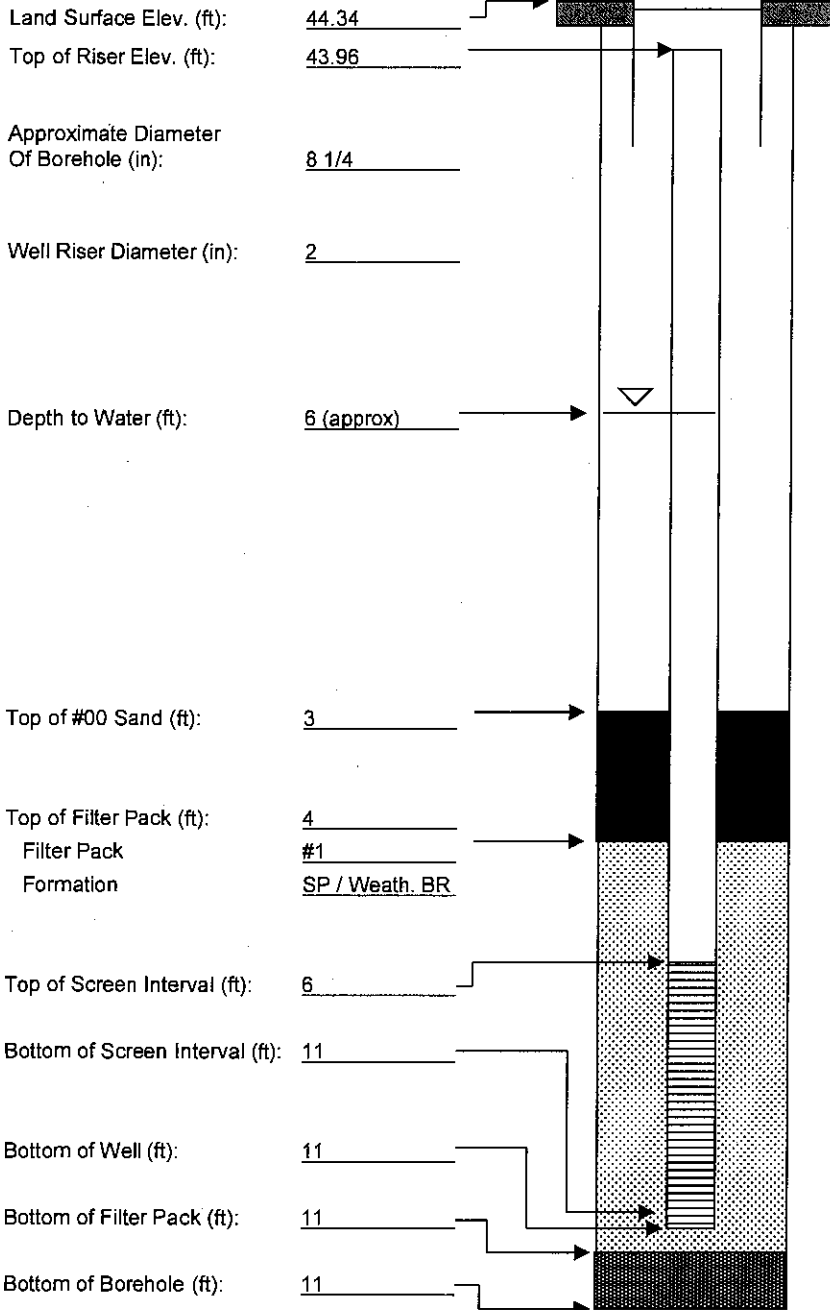 Land Surface Elev. (ft): 44.34
Top of Riser Elev. (ft): 43.96
Approximate Diameter
Of Borehole (in): 8 1/4
Well Riser Diameter (in): 2
Depth to Water (ft): 6 (approx)
Top of #00 Sand (ft): 3
Top of Filter Pack (ft): 4
Filter Pack #1
Formation SP / Weath. BR
Top of Screen Interval (ft): 6
Bottom of Screen Interval (ft): 11
Bottom of Well (ft): 11
Bottom of Filter Pack (ft): 11
Bottom of Borehole (ft): 11